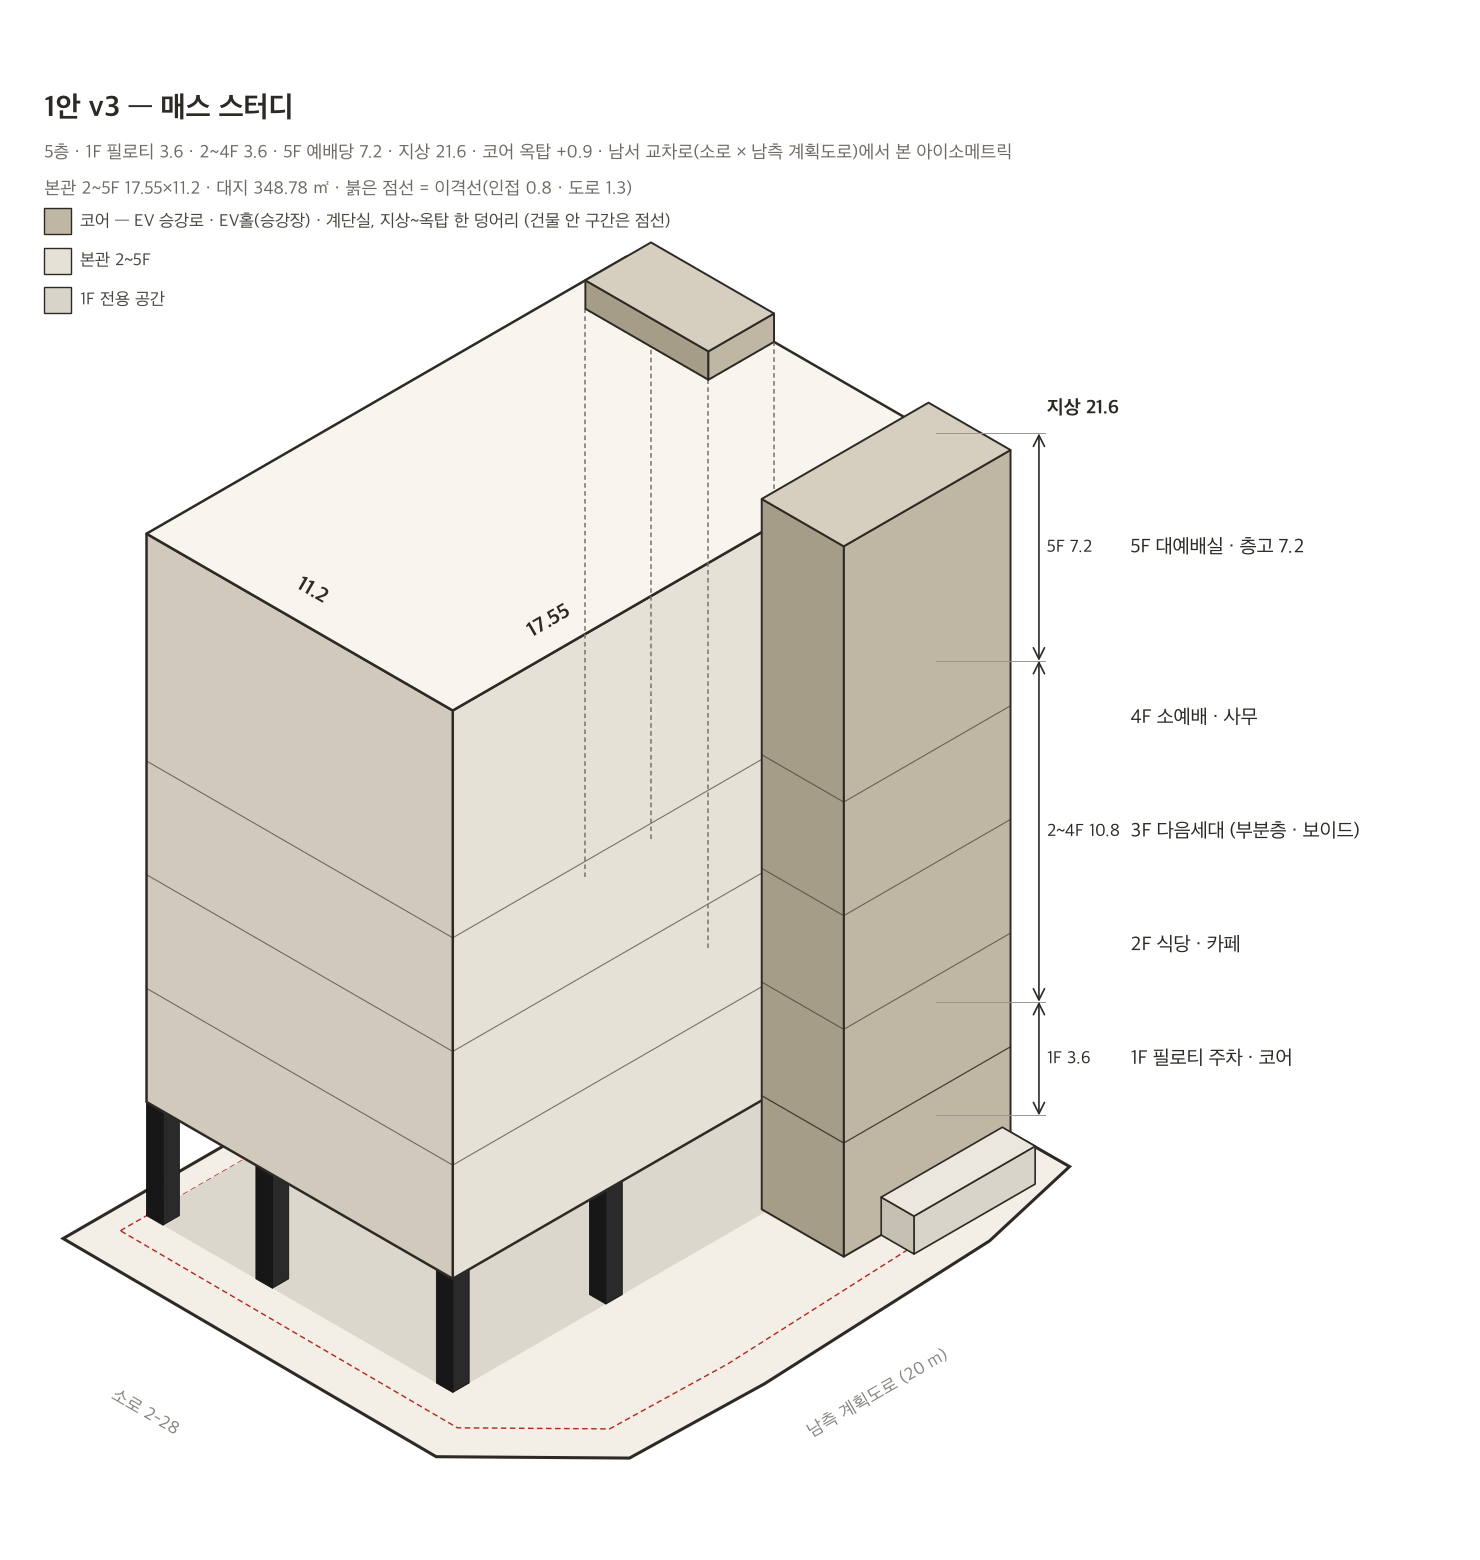 1안 v3 — 매스 스터디
5층 · 1F 필로티 3.6 · 2~4F 3.6 · 5F 예배당 7.2 · 지상 21.6 · 코어 옥탑 +0.9 · 남서 교차로(소로 × 남측 계획도로)에서 본 아이소메트릭
본관 2~5F 17.55×11.2 · 대지 348.78 ㎡ · 붉은 점선 = 이격선(인접 0.8 · 도로 1.3)
코어 — EV 승강로 · EV홀(승강장) · 계단실, 지상~옥탑 한 덩어리 (건물 안 구간은 점선)
본관 2~5F
1F 전용 공간
지상 21.6
5F 7.2 5F 대예배실 · 층고 7.2
11.2
17.55
4F 소예배 · 사무
2~4F 10.8 3F 다음세대 (부분층 · 보이드)
2F 식당 · 카페
1F 3.6 1F 필로티 주차 · 코어
소로 2-28
남측 계획도로 (20 m)